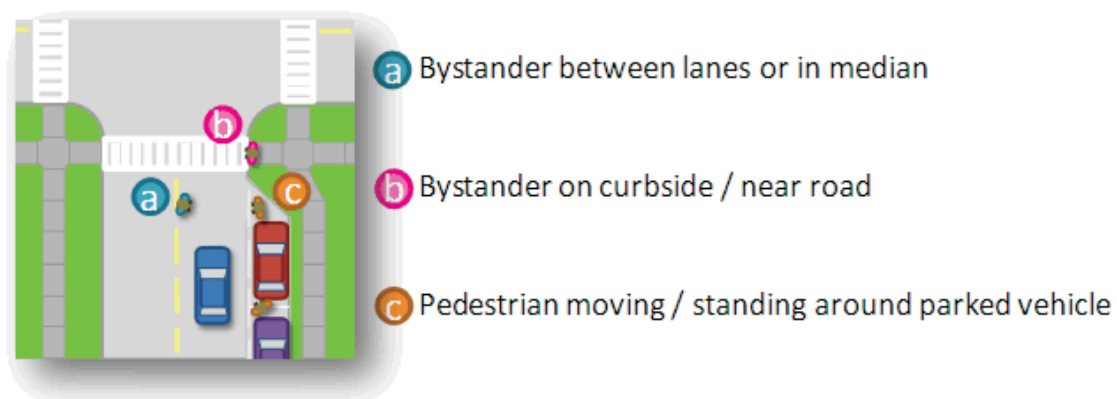 a Bystander between lanes or in median
b
b Bystander on curbside / near road
a
c
c Pedestrian moving / standing around parked vehicle